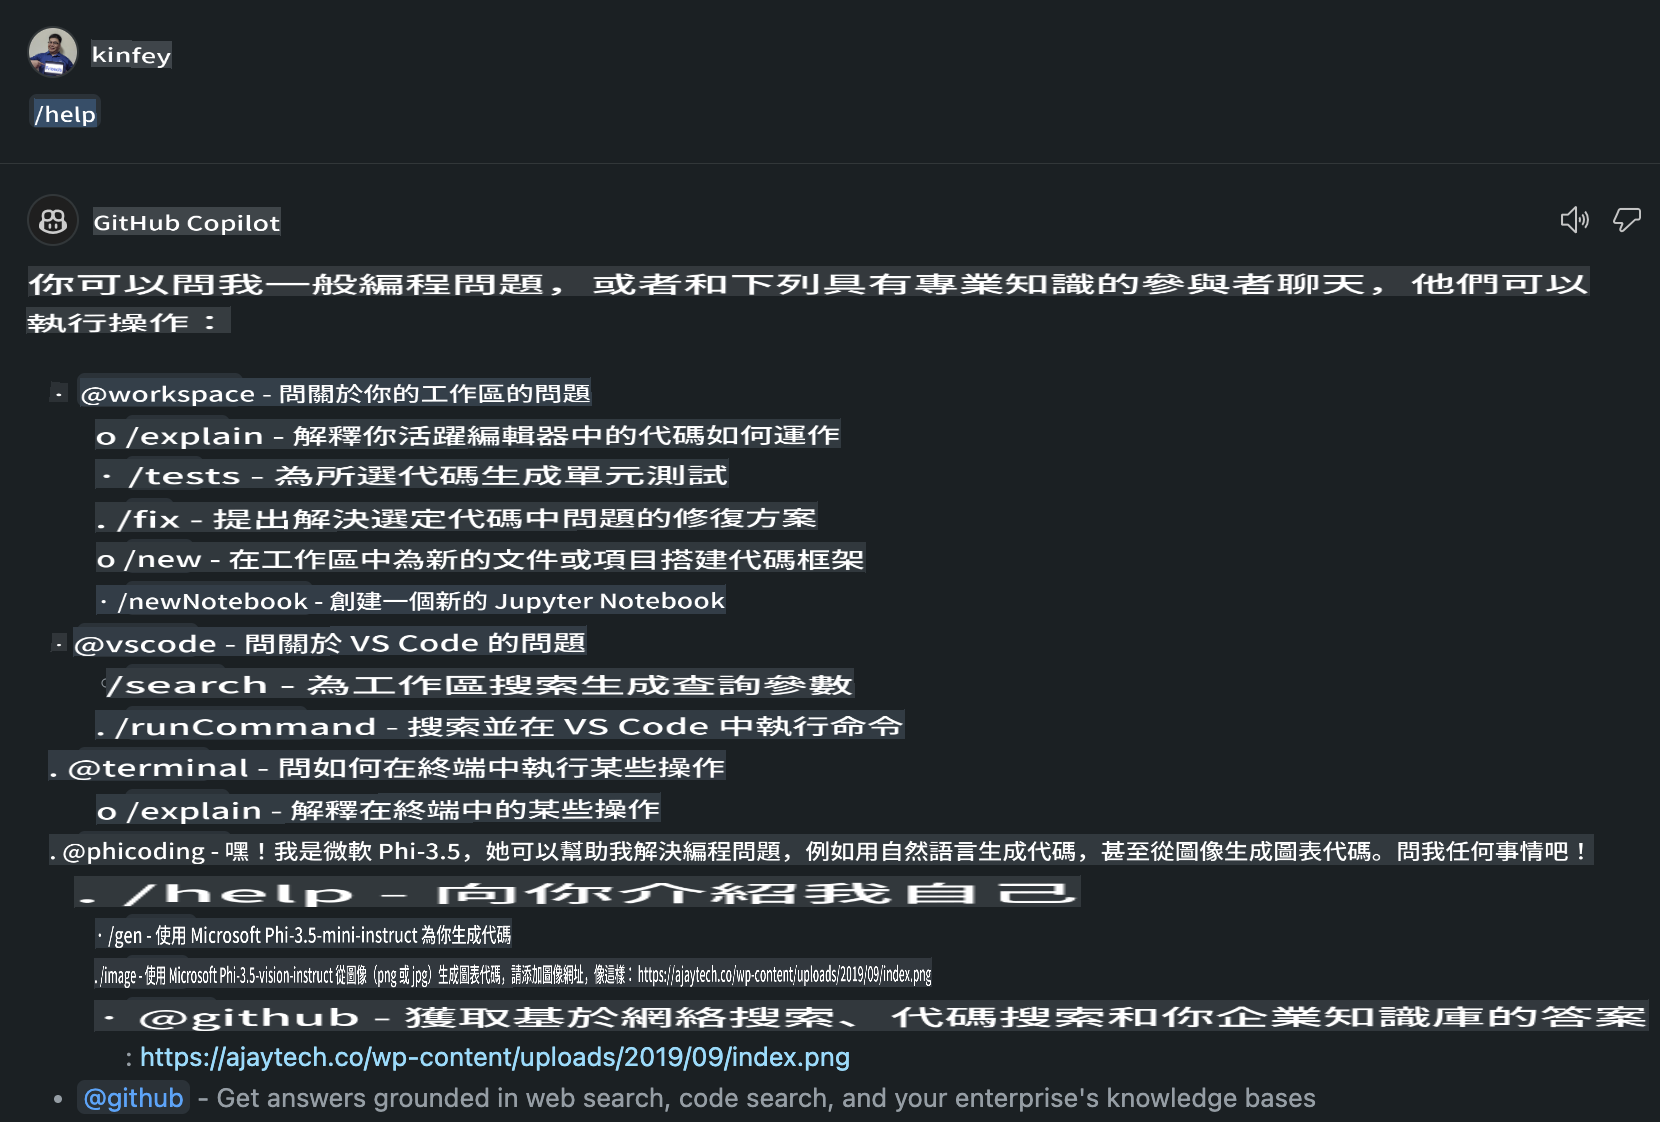 kinfey
/help
GitHub Copilot
你可以問我一般編程問題，或者和下列具有專業知識的參與者聊天，他們可以
執行操作：
· @workspace - 問關於你的工作區的問題
o /explain - 解釋你活躍編輯器中的代碼如何運作
· /tests - 為所選代碼生成單元測試
. /fix - 提出解決選定代碼中問題的修復方案
o /new - 在工作區中為新的文件或項目搭建代碼框架
· /newNotebook - 創建一個新的 Jupyter Notebook
· @vscode - 問關於 VS Code 的問題
/search - 為工作區搜索生成查詢參數
. /runCommand - 搜索並在 VS Code 中執行命令
. @terminal - 問如何在終端中執行某些操作
o /explain - 解釋在終端中的某些操作
. @phicoding - 嘿！我是微軟 Phi-3.5，她可以幫助我解決編程問題，例如用自然語言生成代碼，甚至從圖像生成圖表代碼。問我任何事情吧！
. /help - 向你介紹我自己
· /gen - 使用 Microsoft Phi-3.5-mini-instruct 為你生成代碼
. /image - 使用 Microsoft Phi-3.5-vision-instruct 從圖像（png 或 jpg）生成圖表代碼，請添加圖像網址，像這樣：https://ajaytech.co/wp-content/uploads/2019/09/index.png
· @github - 獲取基於網絡搜索、代碼搜索和你企業知識庫的答案
: https://ajaytech.co/wp-content/uploads/2019/09/index.png
• @github - Get answers grounded in web search, code search, and your enterprise's knowledge bases